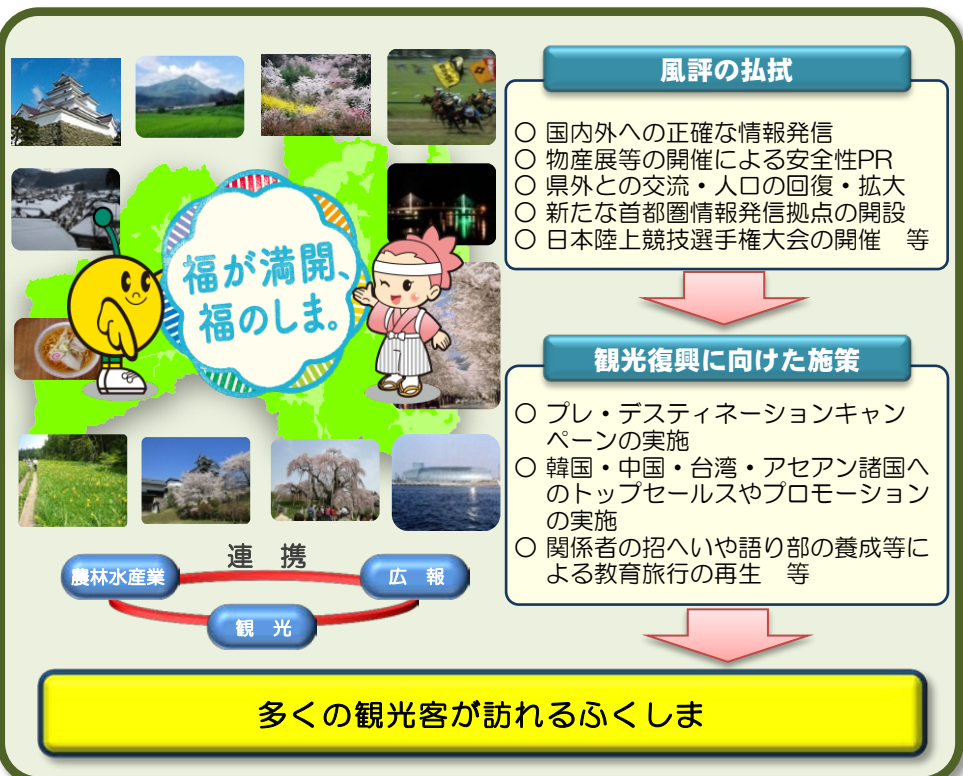 風評の払拭
〇 国内外への正確な情報発信
〇 物産展等の開催による安全性PR
〇 県外との交流・人口の回復・拡大
〇 新たな首都圏情報発信拠点の開設
〇 日本陸上競技選手権大会の開催　等
福が満開、
福のしま。
観光復興に向けた施策
〇 プレ・デスティネーションキャン
ペーンの実施
〇 韓国・中国・台湾・アセアン諸国へ
のトップセールスやプロモーション
の実施
〇 関係者の招へいや語り部の養成等に
よる教育旅行の再生　等
連　携
農林水産業
広　報
観　光
多くの観光客が訪れるふくしま